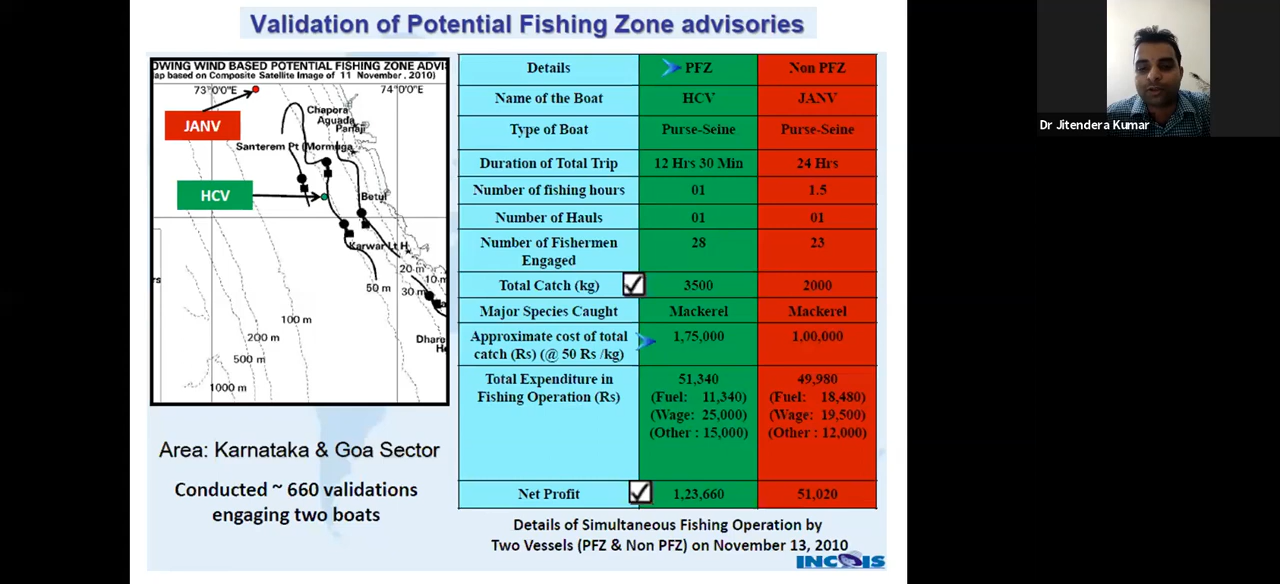 Validation of Potential Fishing Zone advisories
OWING WIND BASED POTENTIAL FISHING ZONE ADVI
ap based on Composite Satellite Image of 11 November, 2010)
73°0'0"E
74°0'0"E
JANV
Chapora
Aguada
Panaji
Santerem Pt (Mormuga
HCV
Betul
Karwar Lt H
20 m
10 m
50 m
30 m
100 m
200 m
500 m
1000 m
Dhar
rs
Area: Karnataka & Goa Sector
Conducted ~ 660 validations
engaging two boats
Details PFZ Non PFZ
Name of the Boat HCV JANV
Type of Boat Purse-Seine Purse-Seine
Duration of Total Trip 12 Hrs 30 Min 24 Hrs
Number of fishing hours 01 1.5
Number of Hauls 01 01
Number of Fishermen Engaged 28 23
Total Catch (kg) 3500 2000
Major Species Caught Mackerel Mackerel
Approximate cost of total catch (Rs) (@ 50 Rs /kg) 1,75,000 1,00,000
Total Expenditure in Fishing Operation (Rs) 51,340 49,980
(Fuel: 11,340) (Fuel: 18,480)
(Wage: 25,000) (Wage: 19,500)
(Other : 15,000) (Other : 12,000)
Net Profit 1,23,660 51,020
Details of Simultaneous Fishing Operation by
Two Vessels (PFZ & Non PFZ) on November 13, 2010
INCOIS
Dr Jitendera Kumar